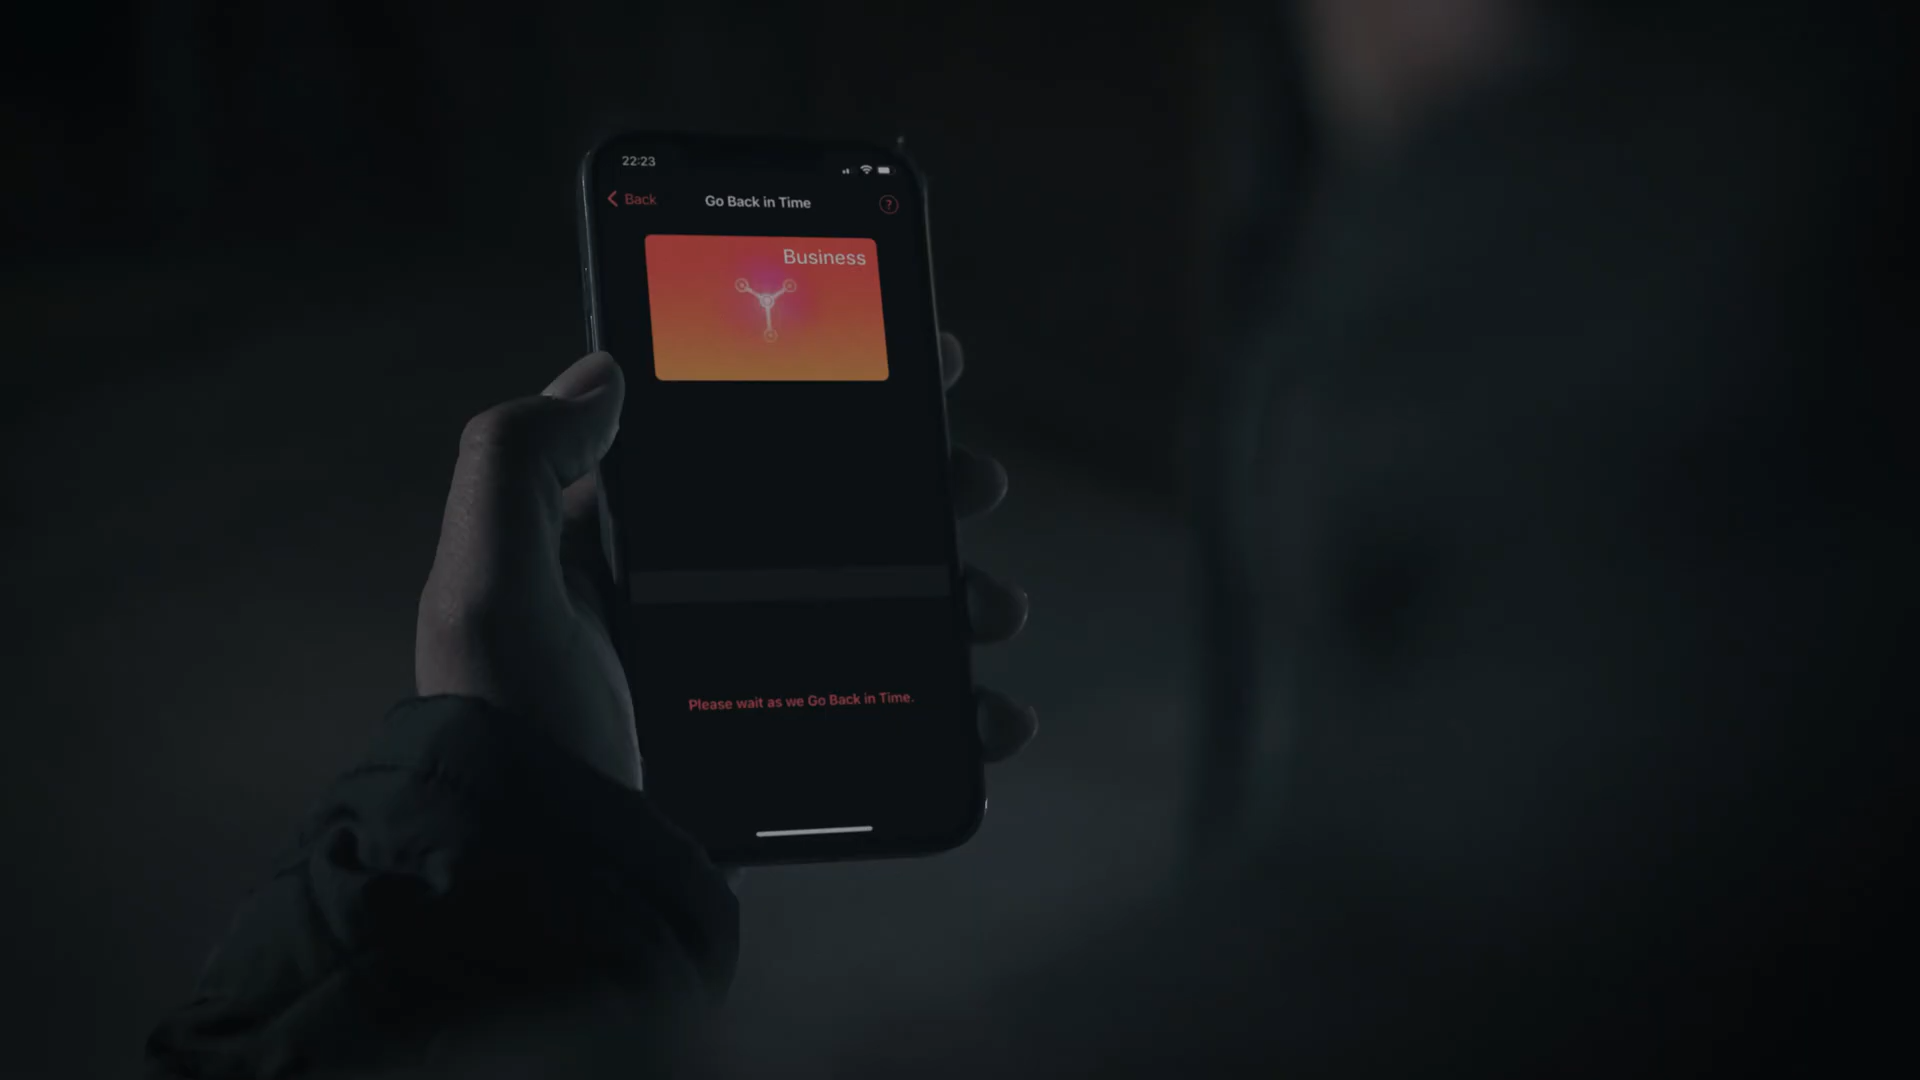 22:23
Back
Go Back in Time
?
Business
Please wait as we Go Back in Time.